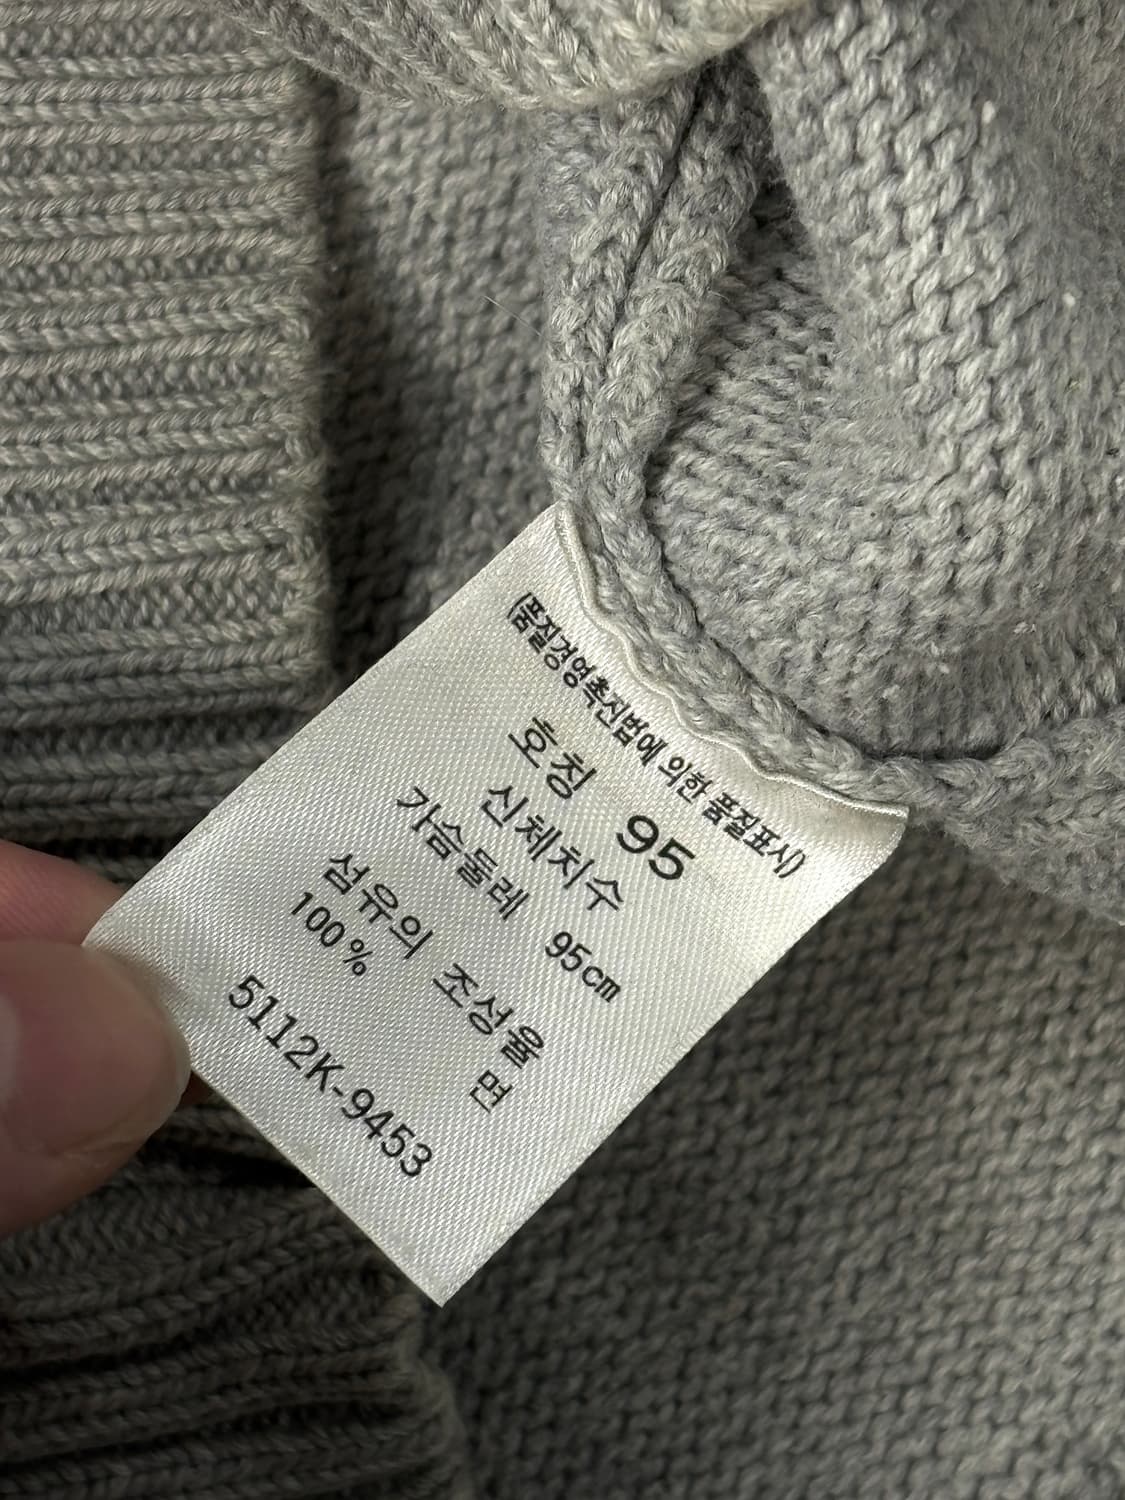 (품질경영촉진법에 의한 품질표시)
호칭 95
신체치수
가슴둘레 95cm
섬유의 조성율
100% 면
5112K-9453